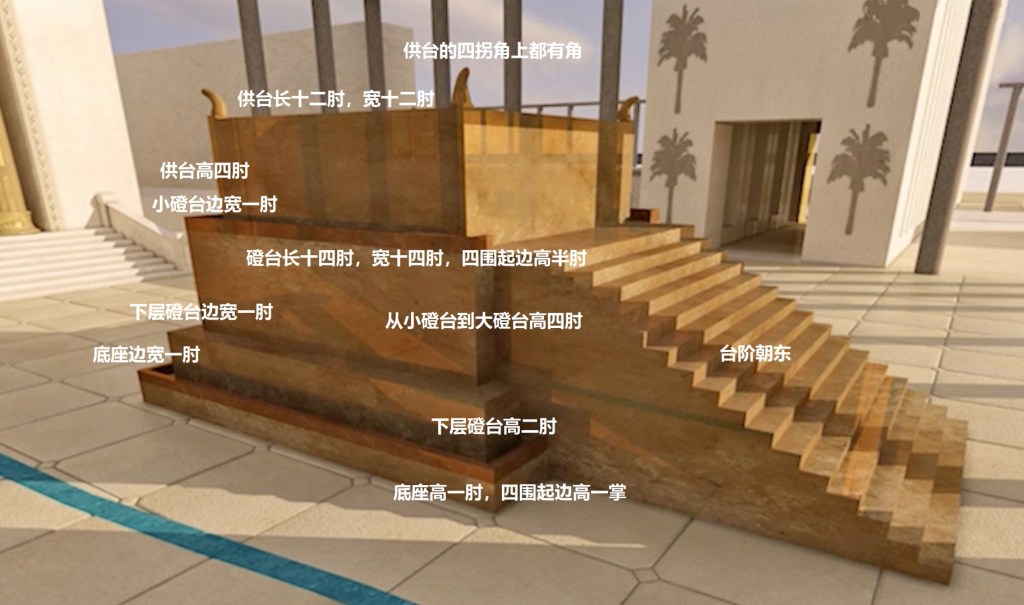 供台的四拐角上都有角
供台长十二肘，宽十二肘
供台高四肘
小磴台边宽一肘
磴台长十四肘，宽十四肘，四围起边高半肘
下层磴台边宽一肘
从小磴台到大磴台高四肘
底座边宽一肘
台阶朝东
下层磴台高二肘
底座高一肘，四围起边高一掌